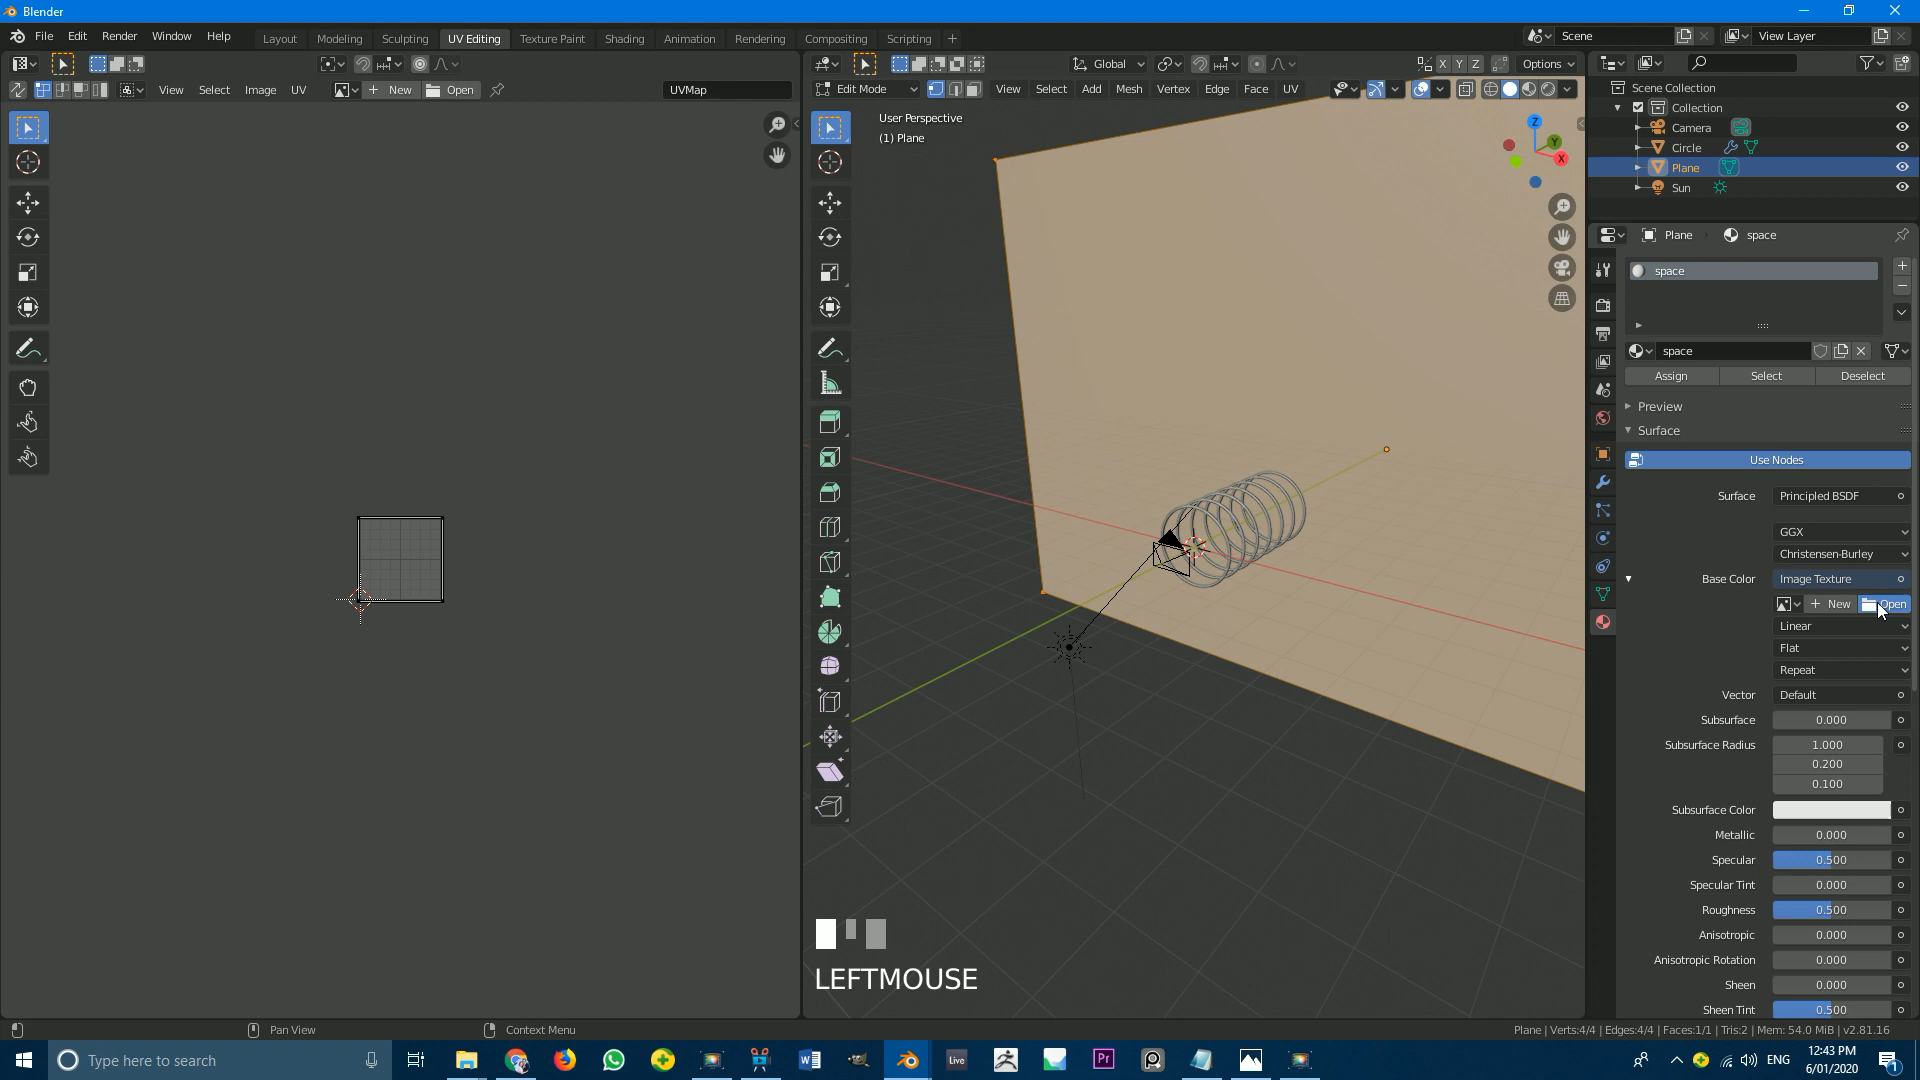 Blender
File Edit Render Window Help
Layout Modeling Sculpting UV Editing Texture Paint Shading Animation Rendering Compositing Scripting
Scene
View Layer
Global
X Y Z
Options
View Select Image UV
New
Open
UVMap
Edit Mode
View Select Add Mesh Vertex Edge Face UV
User Perspective
(1) Plane
Z
Y
X
Scene Collection
Collection
Camera
Circle
Plane
Sun
Plane
space
space
space
Assign Select Deselect
Preview
Surface
Use Nodes
Surface Principled BSDF
GGX
Christensen-Burley
Base Color Image Texture
New Open
Linear
Flat
Repeat
Vector Default
Subsurface 0.000
Subsurface Radius 1.000
0.200
0.100
Subsurface Color
Metallic 0.000
Specular 0.500
Specular Tint 0.000
Roughness 0.500
Anisotropic 0.000
Anisotropic Rotation 0.000
Sheen 0.000
Sheen Tint 0.500
LEFTMOUSE
Pan View
Context Menu
Plane | Verts:4/4 | Edges:4/4 | Faces:1/1 | Tris:2 | Mem: 54.0 MiB | v2.81.16
Type here to search
W
Live
Pr
ENG
12:43 PM
6/01/2020
1